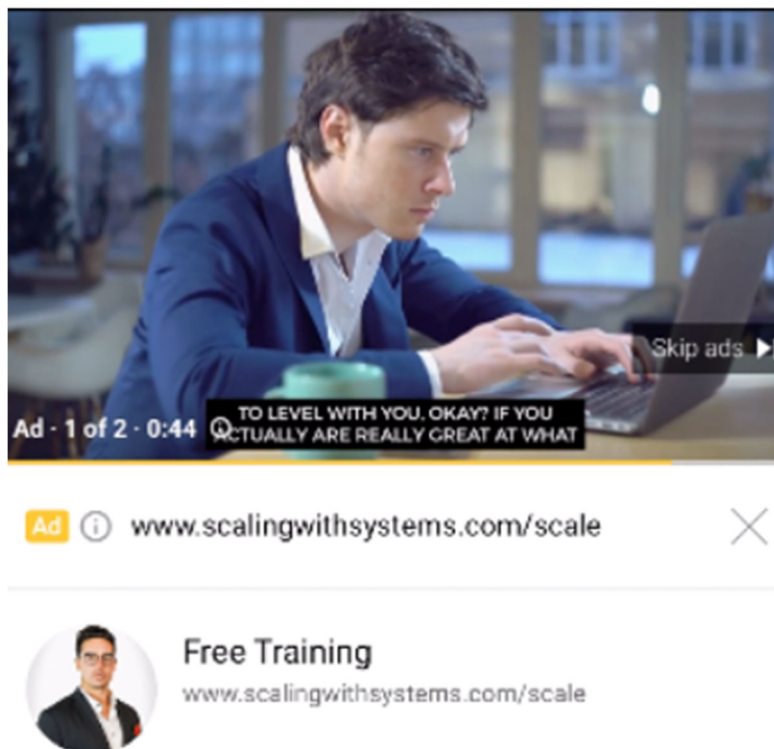 Skip ads
TO LEVEL WITH YOU, OKAY? IF YOU
ACTUALLY ARE REALLY GREAT AT WHAT
Ad · 1 of 2 · 0:44
Ad www.scalingwithsystems.com/scale
Free Training
www.scalingwithsystems.com/scale